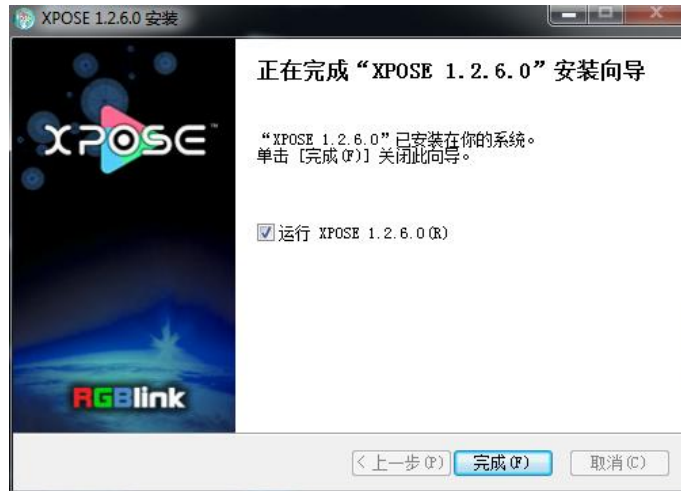 XPOSE 1.2.6.0 安装
XPOSE™
RGBlink
正在完成“XPOSE 1.2.6.0”安装向导
“XPOSE 1.2.6.0”已安装在你的系统。
单击 [完成(F)] 关闭此向导。
运行 XPOSE 1.2.6.0(R)
<上一步(P) 完成(F) 取消(C)